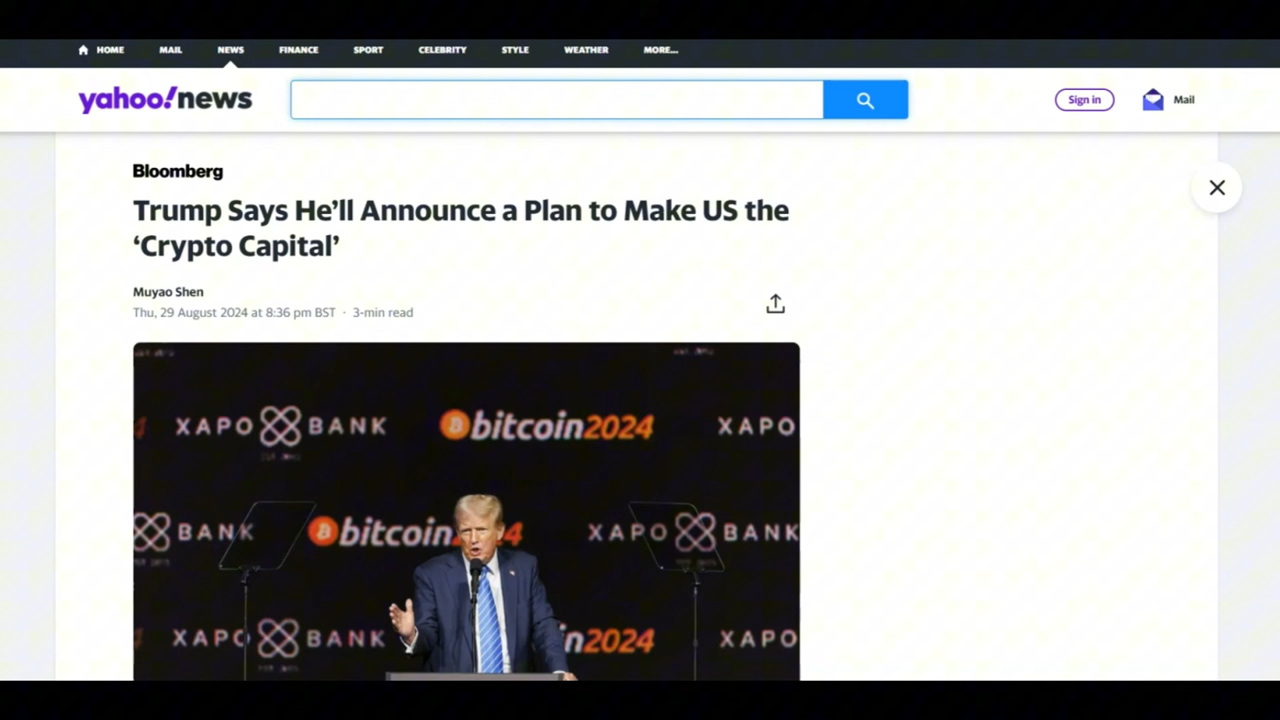 HOME MAIL NEWS FINANCE SPORT CELEBRITY STYLE WEATHER MORE...
yahoo!news Sign in Mail
Bloomberg
Trump Says He’ll Announce a Plan to Make US the
‘Crypto Capital’
Muyao Shen
Thu, 29 August 2024 at 8:36 pm BST · 3-min read
XAPO BANK bitcoin2024 XAPO
BANK bitcoin 4 XAPO BANK
XAPO BANK in2024 XAPO